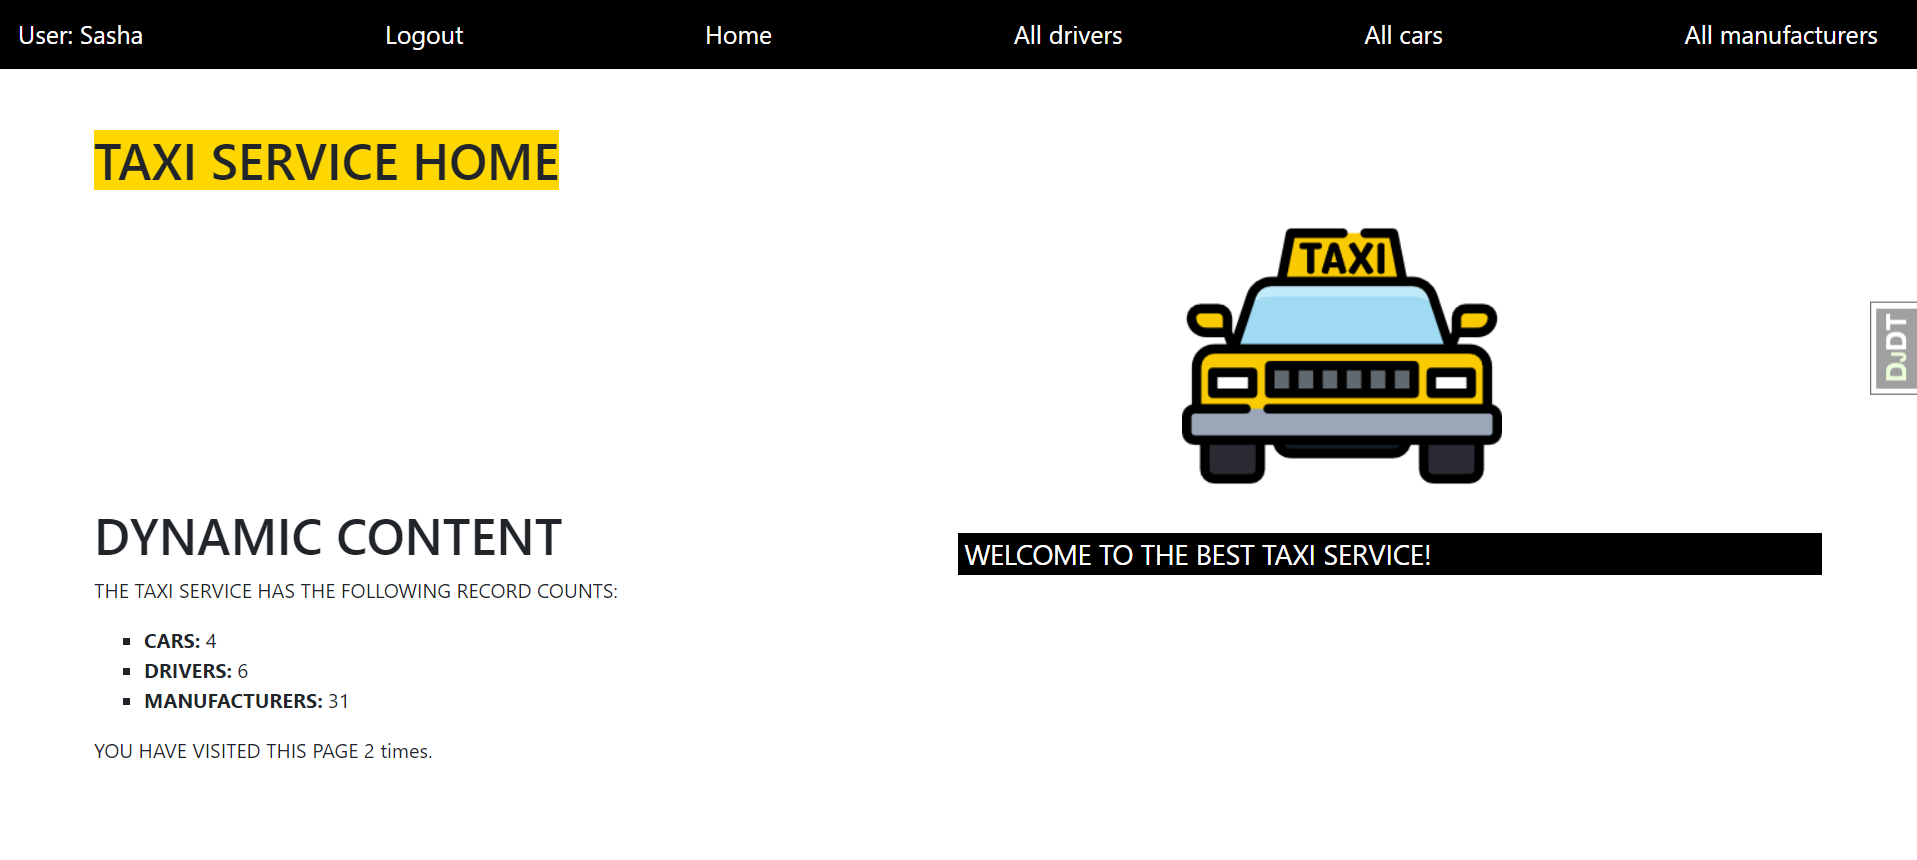 User: Sasha Logout Home All drivers All cars All manufacturers
TAXI SERVICE HOME
TAXI
DJDT
DYNAMIC CONTENT
WELCOME TO THE BEST TAXI SERVICE!
THE TAXI SERVICE HAS THE FOLLOWING RECORD COUNTS:
CARS: 4
DRIVERS: 6
MANUFACTURERS: 31
YOU HAVE VISITED THIS PAGE 2 times.